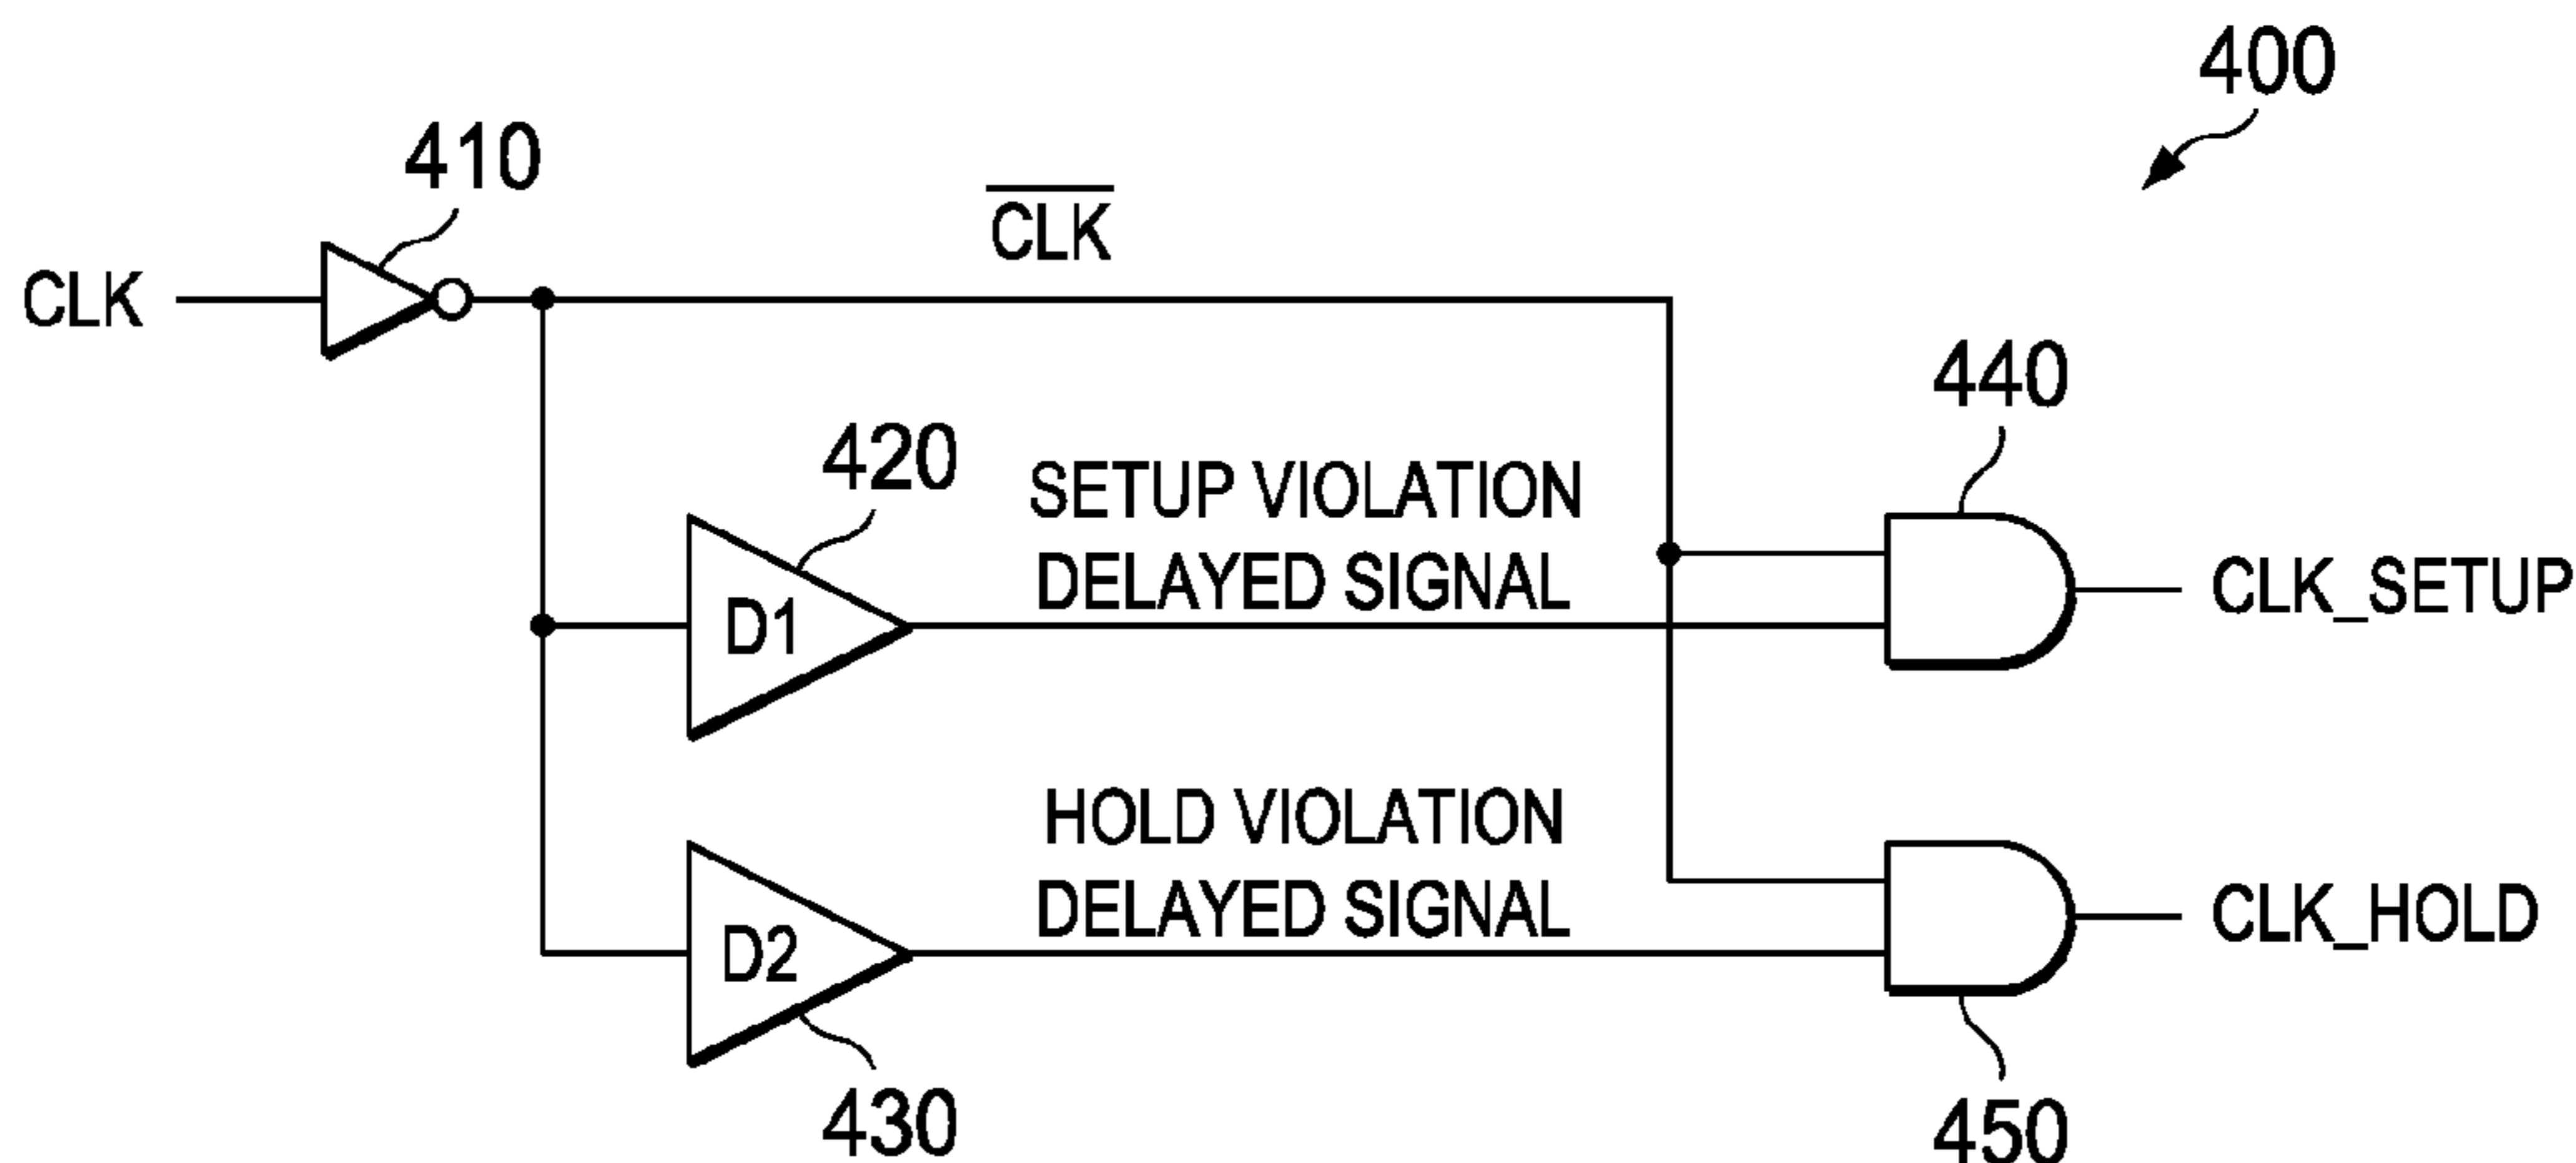 400
410
CLK
CLK
440
420
SETUP VIOLATION
DELAYED SIGNAL
D1
CLK_SETUP
HOLD VIOLATION
DELAYED SIGNAL
D2
CLK_HOLD
430
450